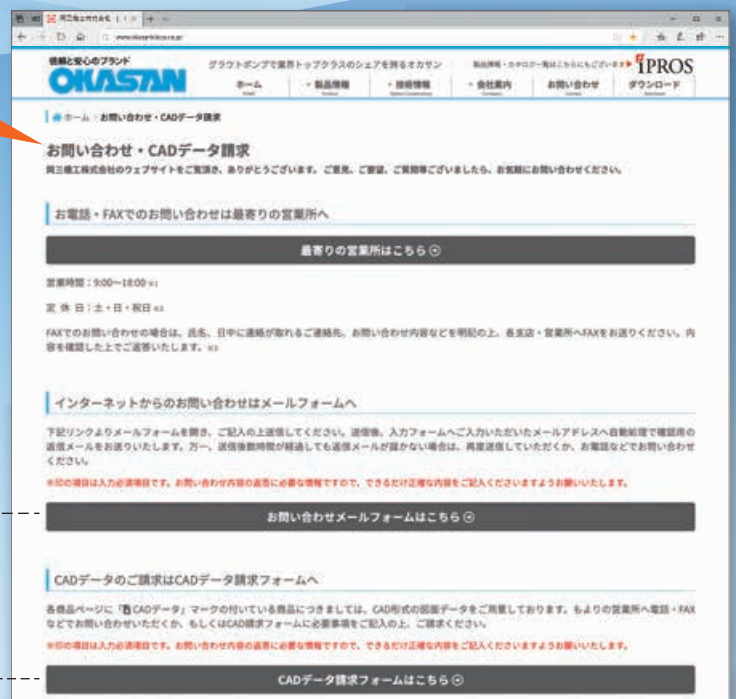 信頼と安心のブランド
OKASAN
グラウトポンプで業界トップクラスのシェアを誇るオカサン
製品情報・カタログ一覧はこちらにもございます▶
IPROS
ホーム
・製品情報
・技術情報
・会社案内
お問い合わせ
ダウンロード
ホーム > お問い合わせ・CADデータ請求
お問い合わせ・CADデータ請求
岡三機工株式会社のウェブサイトをご覧頂き、ありがとうございます。ご意見、ご要望、ご質問等ございましたら、お気軽にお問い合わせください。
お電話・FAXでのお問い合わせは最寄りの営業所へ
最寄りの営業所はこちら
営業時間：9:00〜18:00 ※1
定 休 日：土・日・祝日 ※2
FAXでのお問い合わせの場合は、氏名、日中に連絡が取れるご連絡先、お問い合わせ内容などを明記の上、各支店・営業所へFAXをお送りください。内
容を確認した上でご返答いたします。※3
インターネットからのお問い合わせはメールフォームへ
下記リンクよりメールフォームを開き、ご記入の上送信してください。送信後、入力フォームへご入力いただいたメールアドレスへ自動処理で確認用の
返信メールをお送りいたします。万一、送信後数時間が経過しても返信メールが届かない場合は、再度送信していただくか、お電話などでお問い合わせ
ください。
※印の項目は入力必須項目です。お問い合わせ内容の返答に必要な情報ですので、できるだけ正確な内容をご記入くださいますようお願いいたします。
お問い合わせメールフォームはこちら
CADデータのご請求はCADデータ請求フォームへ
各商品ページに「CADデータ」マークの付いている商品につきましては、CAD形式の図面データをご用意しております。もよりの営業所へ電話・FAX
などでお問い合わせいただくか、もしくはCAD請求フォームに必要事項をご記入の上、ご請求ください。
※印の項目は入力必須項目です。お問い合わせ内容の返答に必要な情報ですので、できるだけ正確な内容をご記入くださいますようお願いいたします。
CADデータ請求フォームはこちら